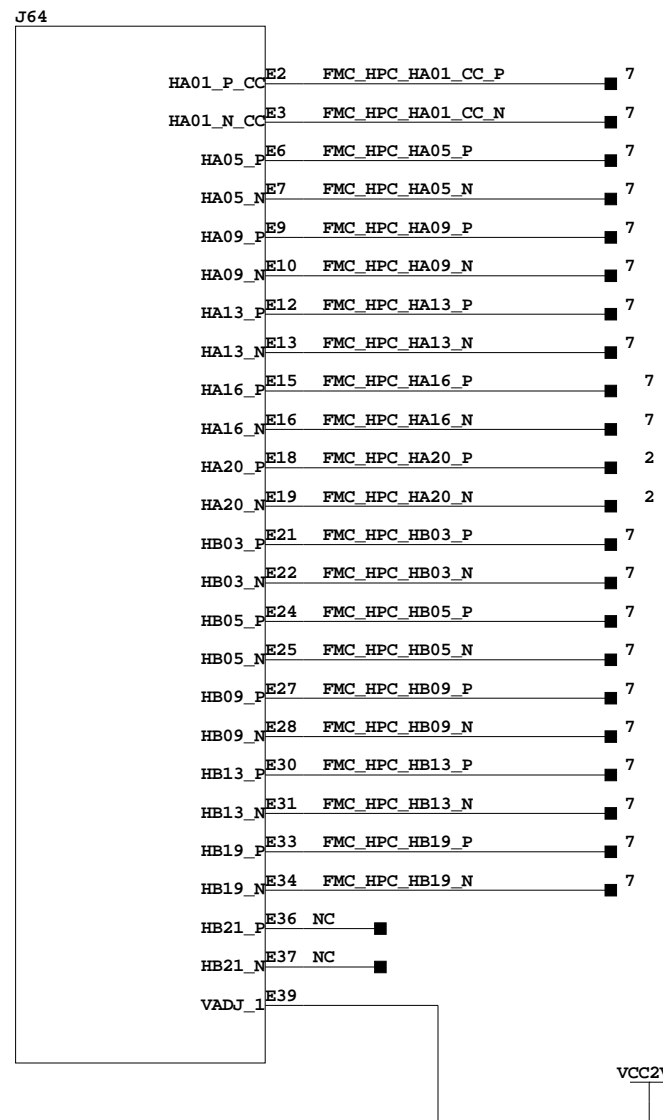 J64
HA01_P_CC E2 FMC_HPC_HA01_CC_P 7
HA01_N_CC E3 FMC_HPC_HA01_CC_N 7
HA05_P E6 FMC_HPC_HA05_P 7
HA05_N E7 FMC_HPC_HA05_N 7
HA09_P E9 FMC_HPC_HA09_P 7
HA09_N E10 FMC_HPC_HA09_N 7
HA13_P E12 FMC_HPC_HA13_P 7
HA13_N E13 FMC_HPC_HA13_N 7
HA16_P E15 FMC_HPC_HA16_P 7
HA16_N E16 FMC_HPC_HA16_N 7
HA20_P E18 FMC_HPC_HA20_P 2
HA20_N E19 FMC_HPC_HA20_N 2
HB03_P E21 FMC_HPC_HB03_P 7
HB03_N E22 FMC_HPC_HB03_N 7
HB05_P E24 FMC_HPC_HB05_P 7
HB05_N E25 FMC_HPC_HB05_N 7
HB09_P E27 FMC_HPC_HB09_P 7
HB09_N E28 FMC_HPC_HB09_N 7
HB13_P E30 FMC_HPC_HB13_P 7
HB13_N E31 FMC_HPC_HB13_N 7
HB19_P E33 FMC_HPC_HB19_P 7
HB19_N E34 FMC_HPC_HB19_N 7
HB21_P E36 NC
HB21_N E37 NC
VADJ_1 E39